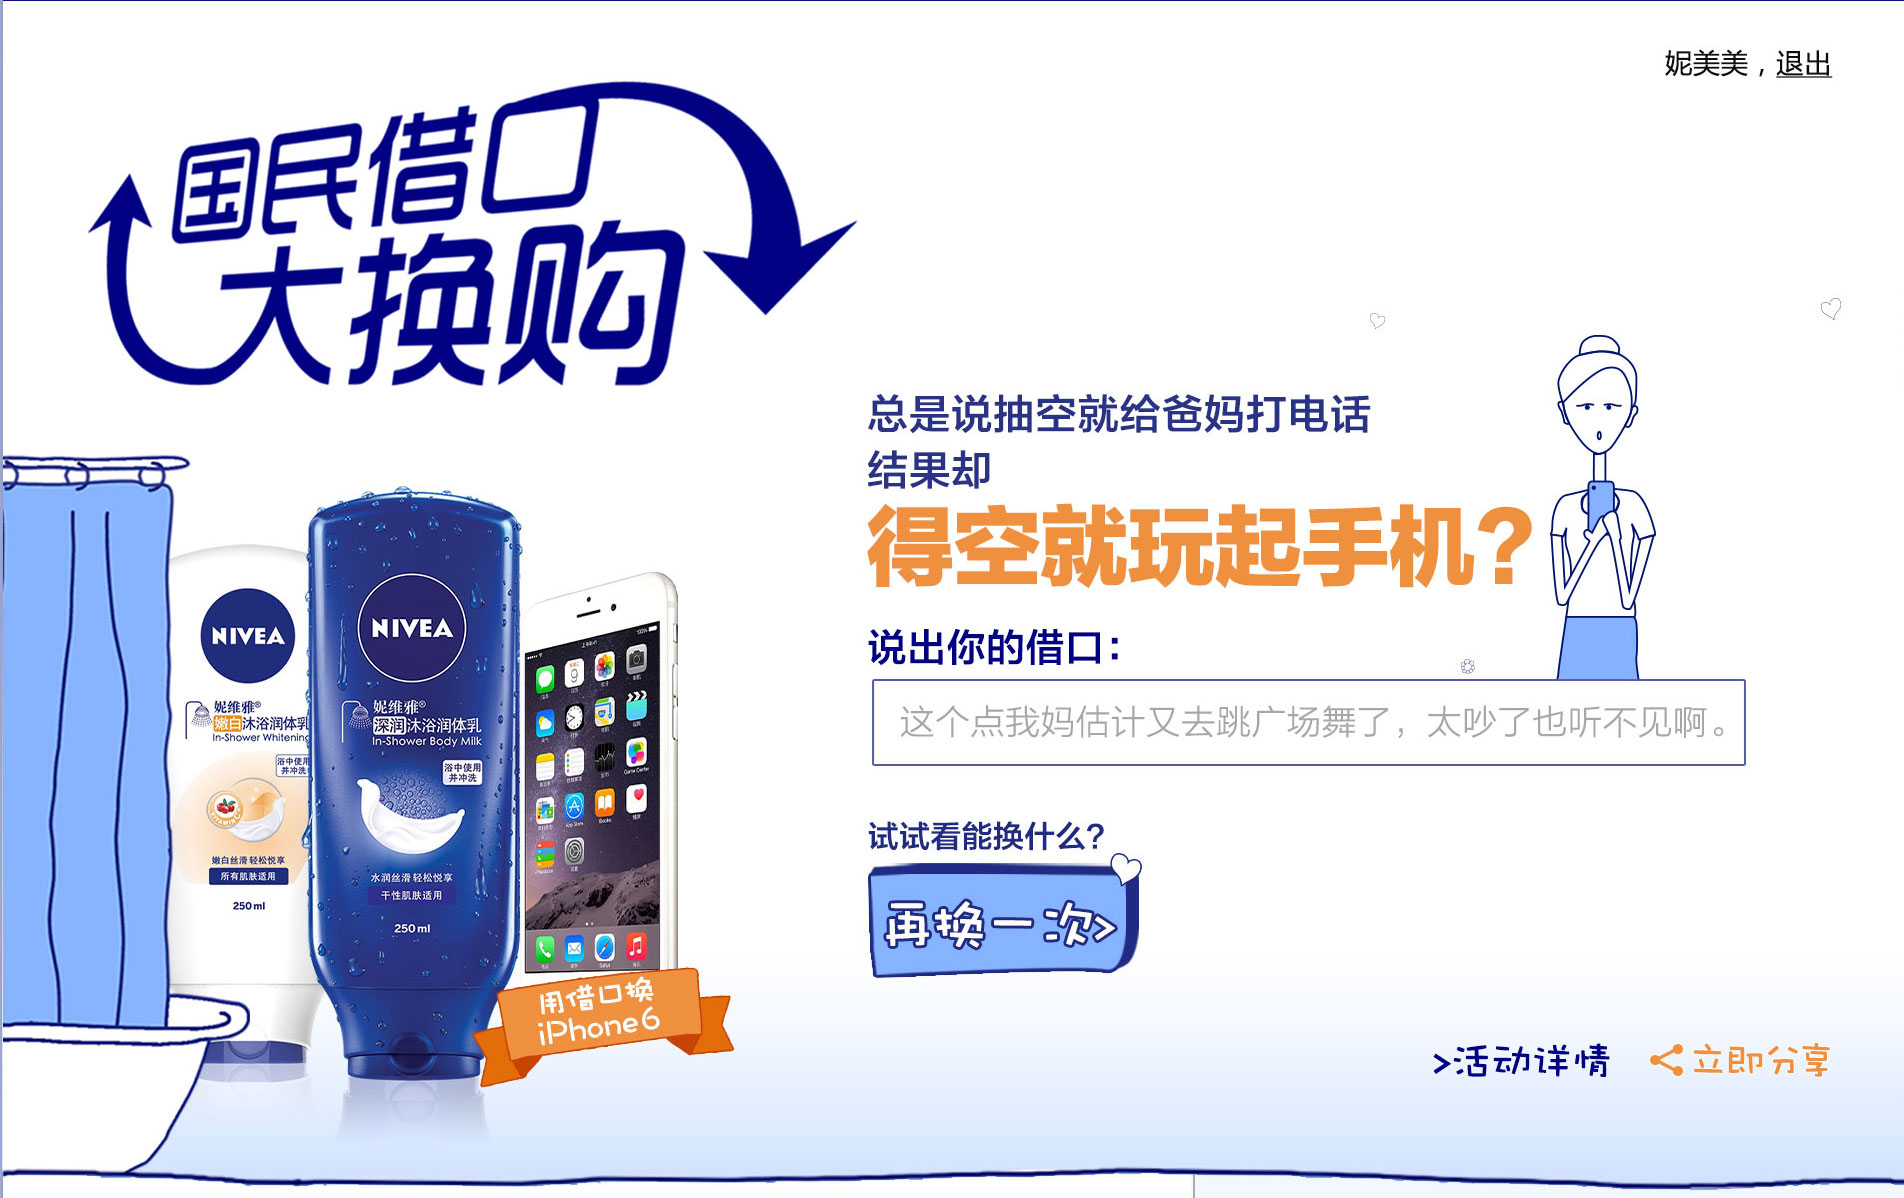 妮美美，退出
国民借口
大换购
总是说抽空就给爸妈打电话
结果却
得空就玩起手机？
说出你的借口：
这个点我妈估计又去跳广场舞了，太吵了也听不见啊。
试试看能换什么？
再换一次>
NIVEA
妮维雅®
嫩白沐浴润体乳
In-Shower Whitening
浴中使用
并冲洗
嫩白丝滑 轻松悦享
所有肌肤适用
250 ml
NIVEA
妮维雅®
深润沐浴润体乳
In-Shower Body Milk
浴中使用
并冲洗
水润丝滑 轻松悦享
干性肌肤适用
250 ml
用借口换
iPhone6
>活动详情
立即分享